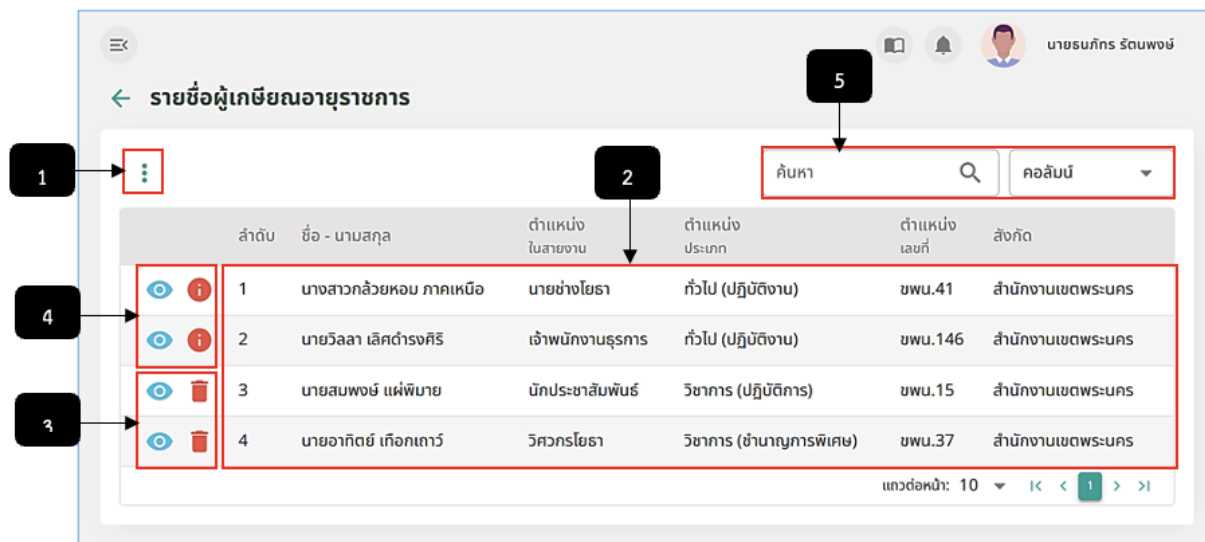 นายธนภัทร รัตนพงษ์
5
รายชื่อผู้เกษียณอายุราชการ
1
2
ค้นหา คอลัมน์
ลำดับ ชื่อ - นามสกุล ตำแหน่ง ตำแหน่ง ตำแหน่ง สังกัด
ในสายงาน ประเภท เลขที่
1 นางสาวกล้วยหอม ภาคเหนือ นายช่างโยธา ทั่วไป (ปฏิบัติงาน) ขพน.41 สำนักงานเขตพระนคร
4
2 นายวิลลา เลิศดำรงศิริ เจ้าพนักงานธุรการ ทั่วไป (ปฏิบัติงาน) ขพน.146 สำนักงานเขตพระนคร
3 นายสมพงษ์ แผ่พิมาย นักประชาสัมพันธ์ วิชาการ (ปฏิบัติการ) ขพน.15 สำนักงานเขตพระนคร
3
4 นายอาทิตย์ เทือกเถาว์ วิศวกรโยธา วิชาการ (ชำนาญการพิเศษ) ขพน.37 สำนักงานเขตพระนคร
แถวต่อหน้า: 10 1